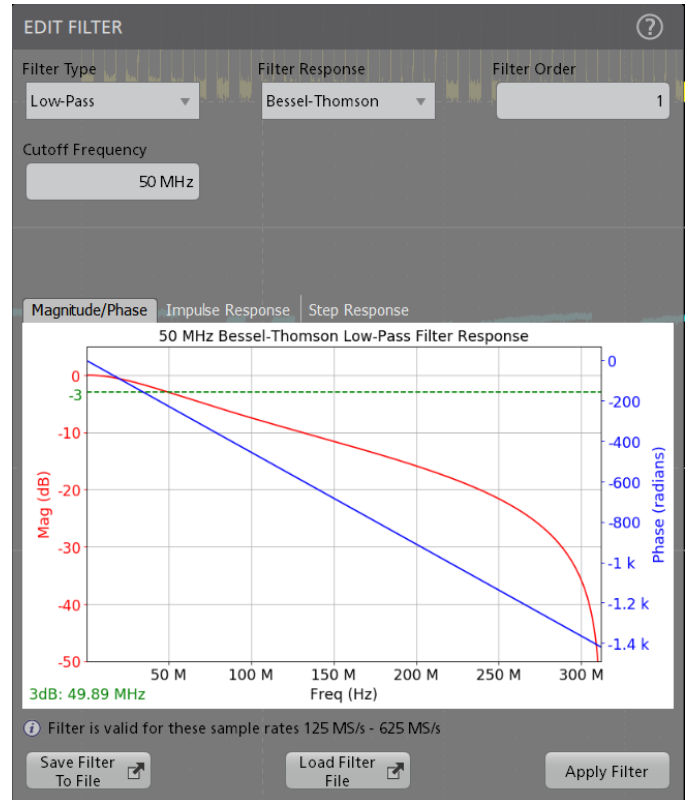 EDIT FILTER
?
Filter Type Filter Response Filter Order
Low-Pass Bessel-Thomson 1
Cutoff Frequency
50 MHz
Magnitude/Phase Impulse Response Step Response
50 MHz Bessel-Thomson Low-Pass Filter Response
0
-3
-10
-20
-30
-40
-50
Mag (dB)
0
-200
-400
-600
-800
-1 k
-1.2 k
-1.4 k
Phase (radians)
50 M 100 M 150 M 200 M 250 M 300 M
3dB: 49.89 MHz Freq (Hz)
i Filter is valid for these sample rates 125 MS/s - 625 MS/s
Save Filter
To File
Load Filter
File
Apply Filter